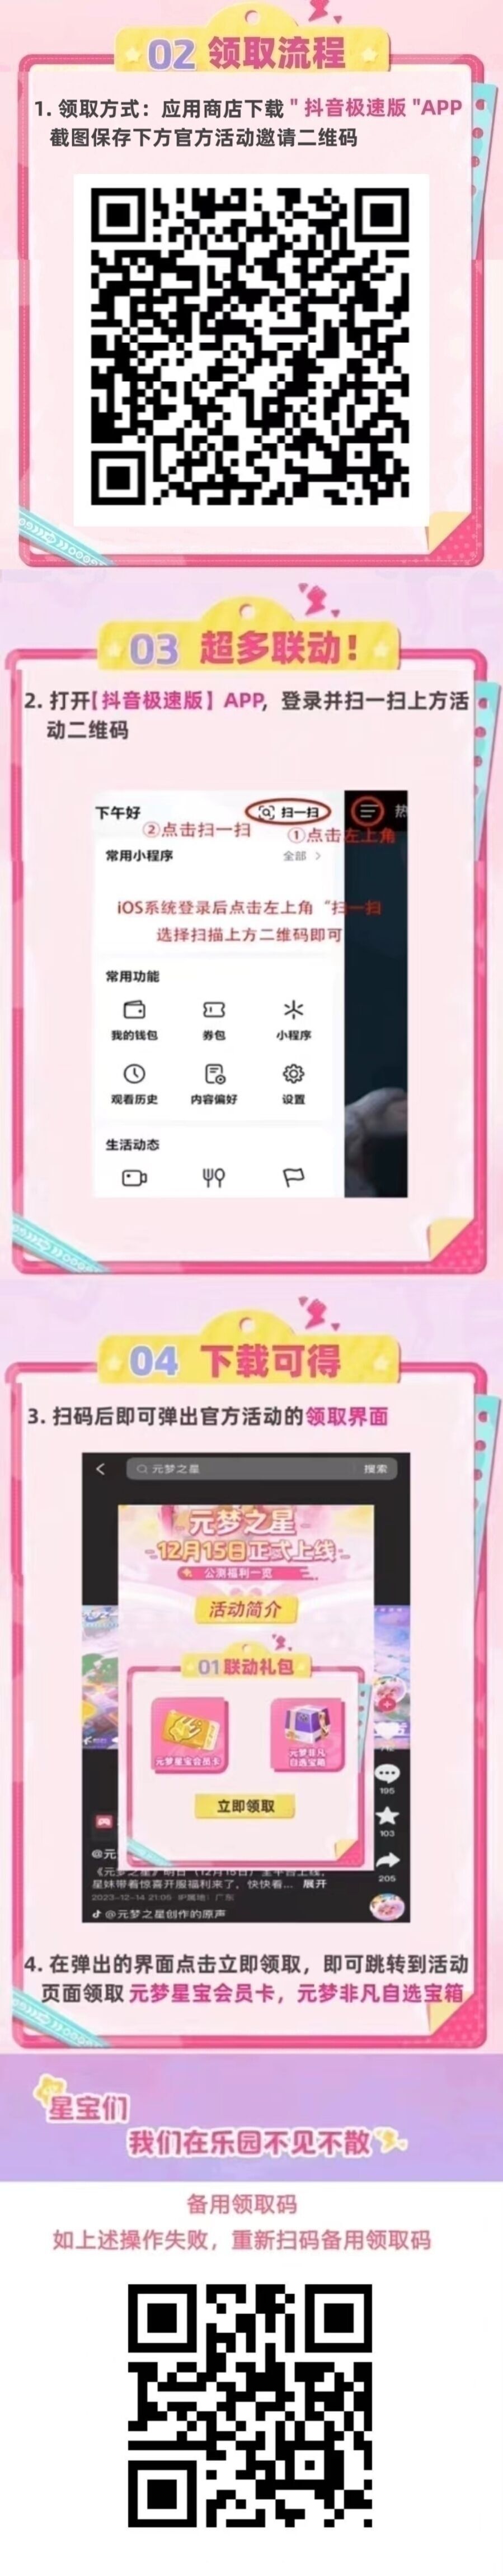 02 领取流程
1. 领取方式：应用商店下载＂抖音极速版＂APP
截图保存下方官方活动邀请二维码
03 超多联动！
2. 打开【抖音极速版】APP，登录并扫一扫上方活
动二维码
下午好
扫一扫
热
②点击扫一扫
①点击左上角
常用小程序
全部 >
iOS系统登录后点击左上角“扫一扫
选择扫描上方二维码即可
常用功能
我的钱包 券包 小程序
观看历史 内容偏好 设置
生活动态
04 下载可得
3. 扫码后即可弹出官方活动的领取界面
元梦之星
搜索
元梦之星
12月15日正式上线
公测福利一览
活动简介
01 联动礼包
元梦星宝会员卡
元梦非凡
自选宝箱
立即领取
195
103
205
@元
星妹带着惊喜开服福利来了，快快看... 展开
2023-12-14 21:05 IP属地：广东
@元梦之星创作的原声
4. 在弹出的界面点击立即领取，即可跳转到活动
页面领取 元梦星宝会员卡，元梦非凡自选宝箱
星宝们
我们在乐园不见不散
备用领取码
如上述操作失败，重新扫码备用领取码